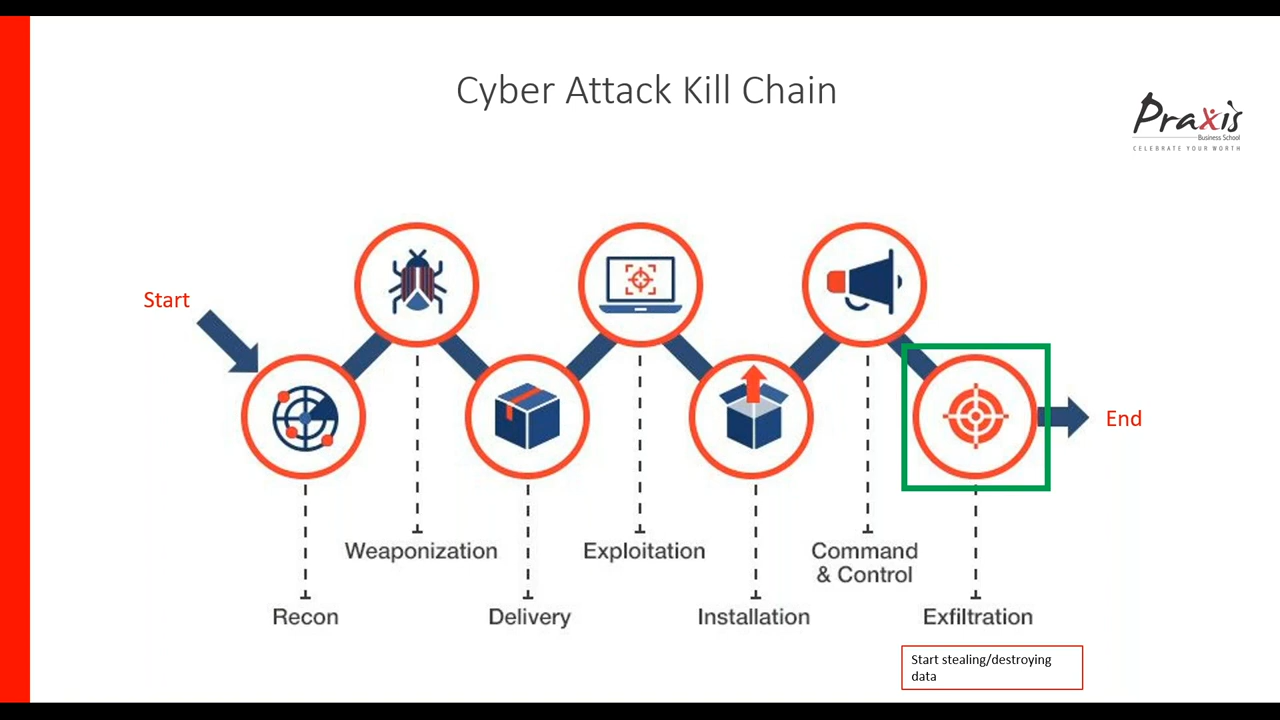 Cyber Attack Kill Chain
Praxis
Business School
CELEBRATE YOUR WORTH
Start
End
Weaponization
Exploitation
Command
& Control
Recon
Delivery
Installation
Exfiltration
Start stealing/destroying
data